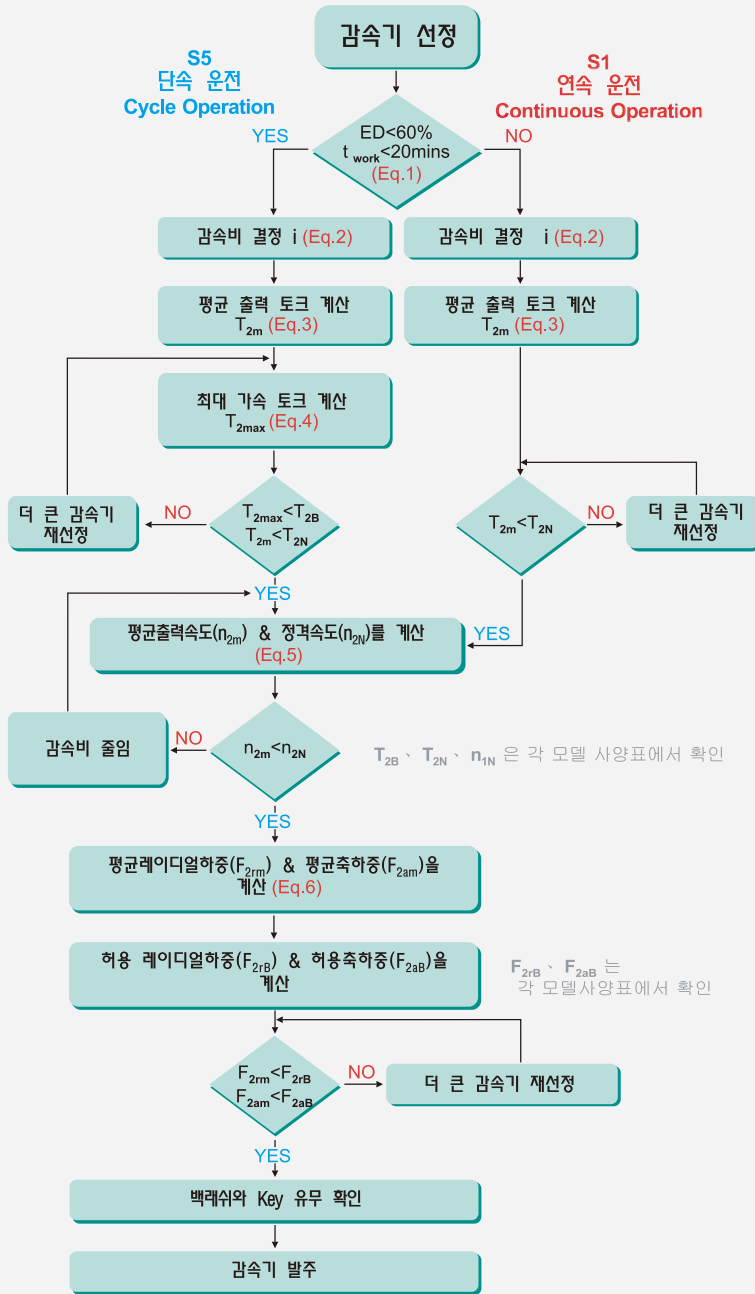 감속기 선정
S5
단속 운전
Cycle Operation
S1
연속 운전
Continuous Operation
ED<60%
t work<20mins
(Eq.1)
YES
NO
감속비 결정 i (Eq.2)
감속비 결정 i (Eq.2)
평균 출력 토크 계산
T2m (Eq.3)
평균 출력 토크 계산
T2m (Eq.3)
최대 가속 토크 계산
T2max (Eq.4)
T2max<T2B
T2m<T2N
NO
더 큰 감속기
재선정
T2m<T2N
NO
더 큰 감속기
재선정
YES
YES
평균출력속도(n2m) & 정격속도(n2N)를 계산
(Eq.5)
n2m<n2N
NO
감속비 줄임
T2B 、 T2N 、 n1N 은 각 모델 사양표에서 확인
YES
평균레이디얼하중(F2rm) & 평균축하중(F2am)을
계산 (Eq.6)
허용 레이디얼하중(F2rB) & 허용축하중(F2aB)을
계산
F2rB 、 F2aB 는
각 모델사양표에서 확인
F2rm<F2rB
F2am<F2aB
NO
더 큰 감속기 재선정
YES
백래쉬와 Key 유무 확인
감속기 발주